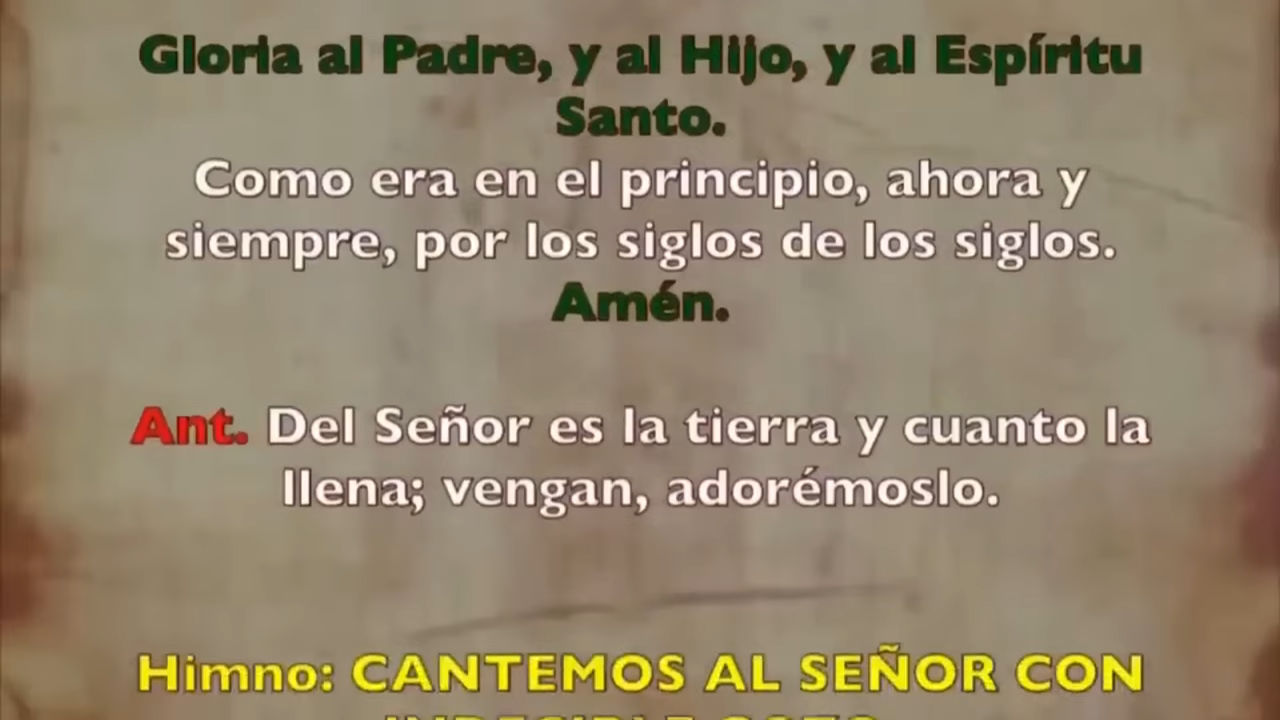 Gloria al Padre, y al Hijo, y al Espíritu
Santo.
Como era en el principio, ahora y
siempre, por los siglos de los siglos.
Amén.
Ant. Del Señor es la tierra y cuanto la
llena; vengan, adorémoslo.
Himno: CANTEMOS AL SEÑOR CON